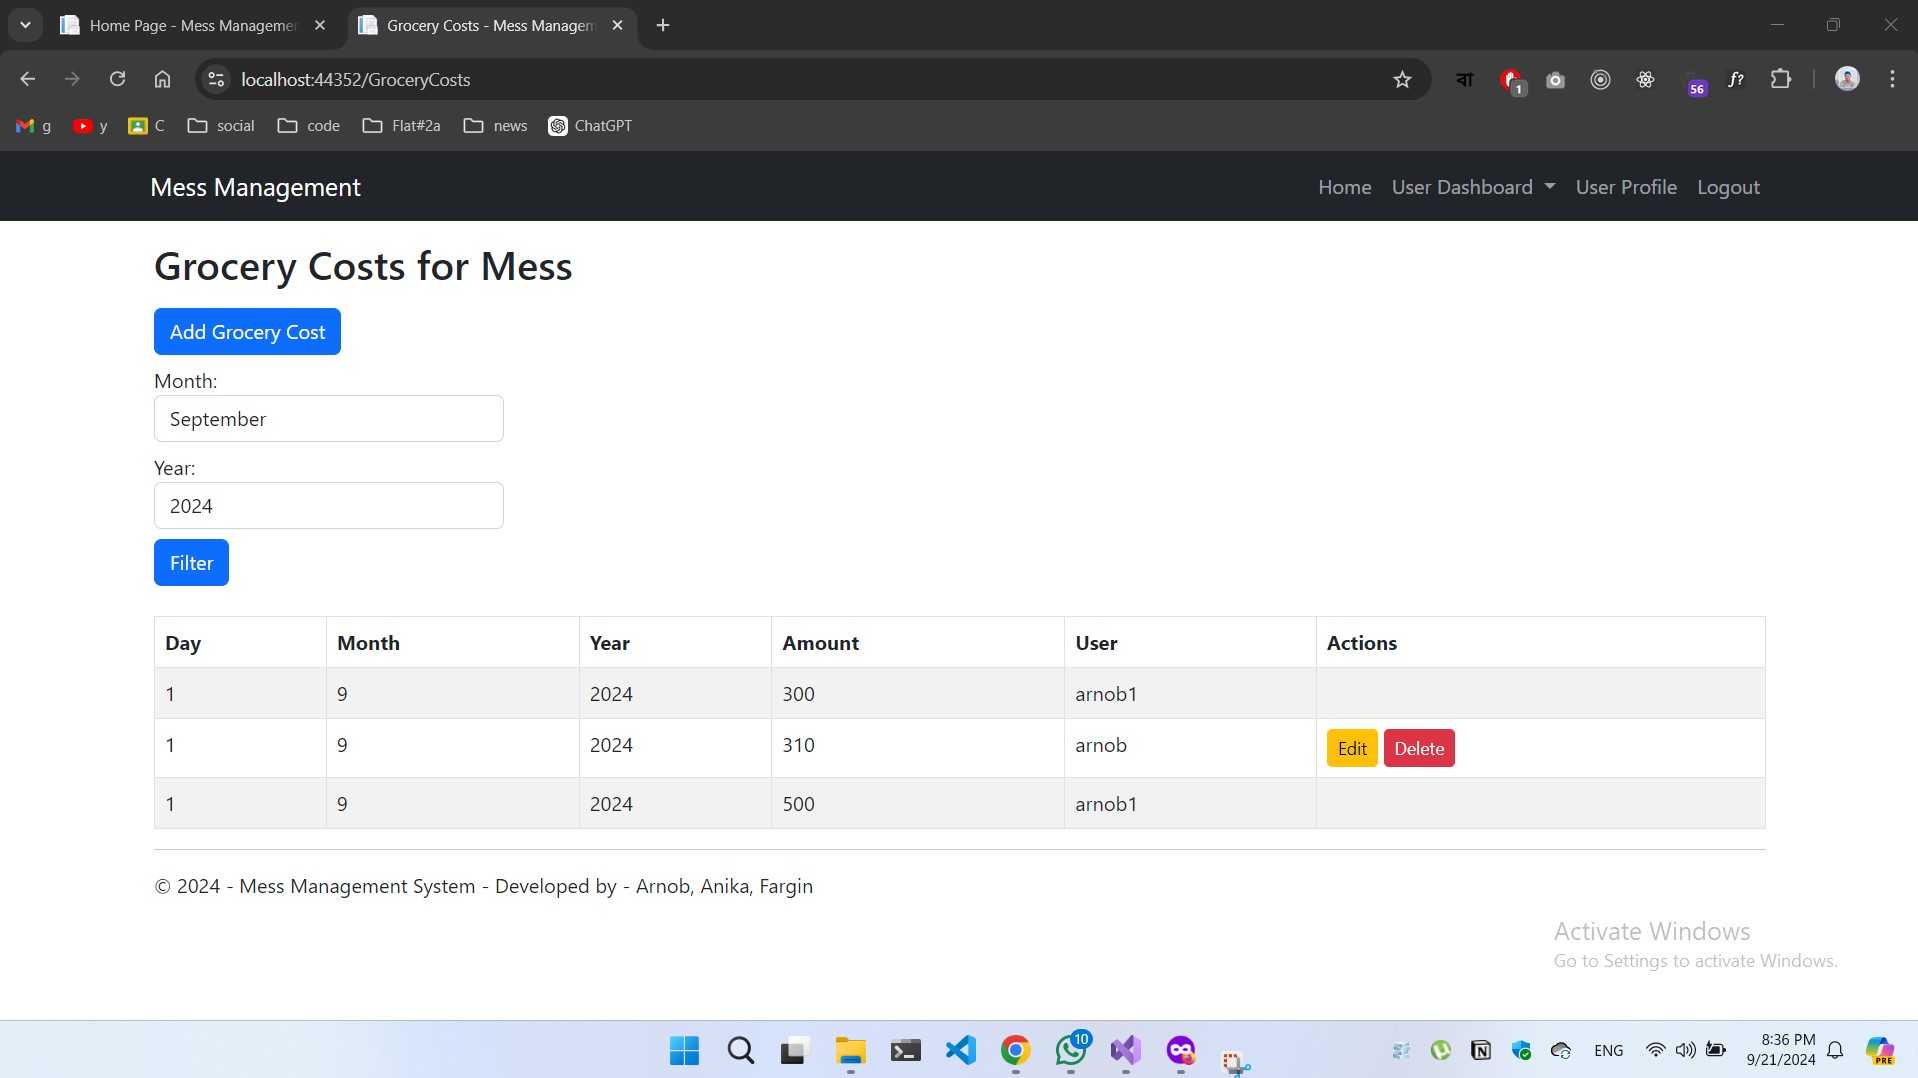 Home Page - Mess Managemen
Grocery Costs - Mess Managem
localhost:44352/GroceryCosts
বা
1
56
f?
g
y
C
social
code
Flat#2a
news
ChatGPT
Mess Management
Home
User Dashboard
User Profile
Logout
Grocery Costs for Mess
Add Grocery Cost
Month:
September
Year:
2024
Filter
Day Month Year Amount User Actions
1 9 2024 300 arnob1
1 9 2024 310 arnob Edit Delete
1 9 2024 500 arnob1
© 2024 - Mess Management System - Developed by - Arnob, Anika, Fargin
Activate Windows
Go to Settings to activate Windows.
10
ENG
8:36 PM
9/21/2024
PRE